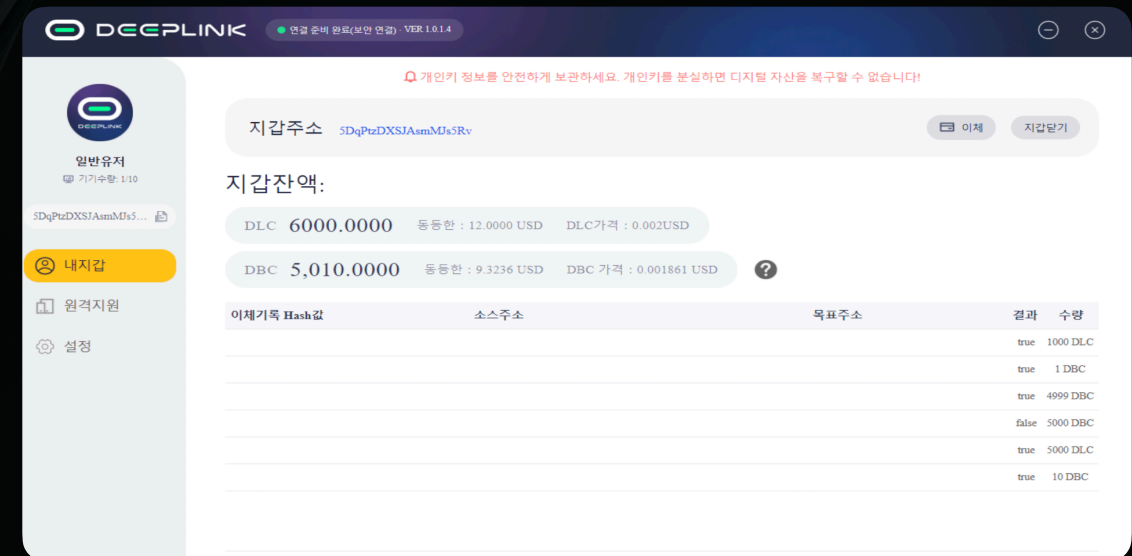 DEEPLINK
연결 준비 완료(보안 연결) · VER 1.0.1.4
개인키 정보를 안전하게 보관하세요. 개인키를 분실하면 디지털 자산을 복구할 수 없습니다!
DEEPLINK
일반유저
기기수량: 1/10
5DqPtzDXSJAsmMJs5...
내지갑
원격지원
설정
지갑주소 5DqPtzDXSJAsmMJs5Rv
이체
지갑닫기
지갑잔액:
DLC 6000.0000 동등한 : 12.0000 USD DLC가격 : 0.002USD
DBC 5,010.0000 동등한 : 9.3236 USD DBC 가격 : 0.001861 USD
?
이체기록 Hash값 소스주소 목표주소 결과 수량
true 1000 DLC
true 1 DBC
true 4999 DBC
false 5000 DBC
true 5000 DLC
true 10 DBC